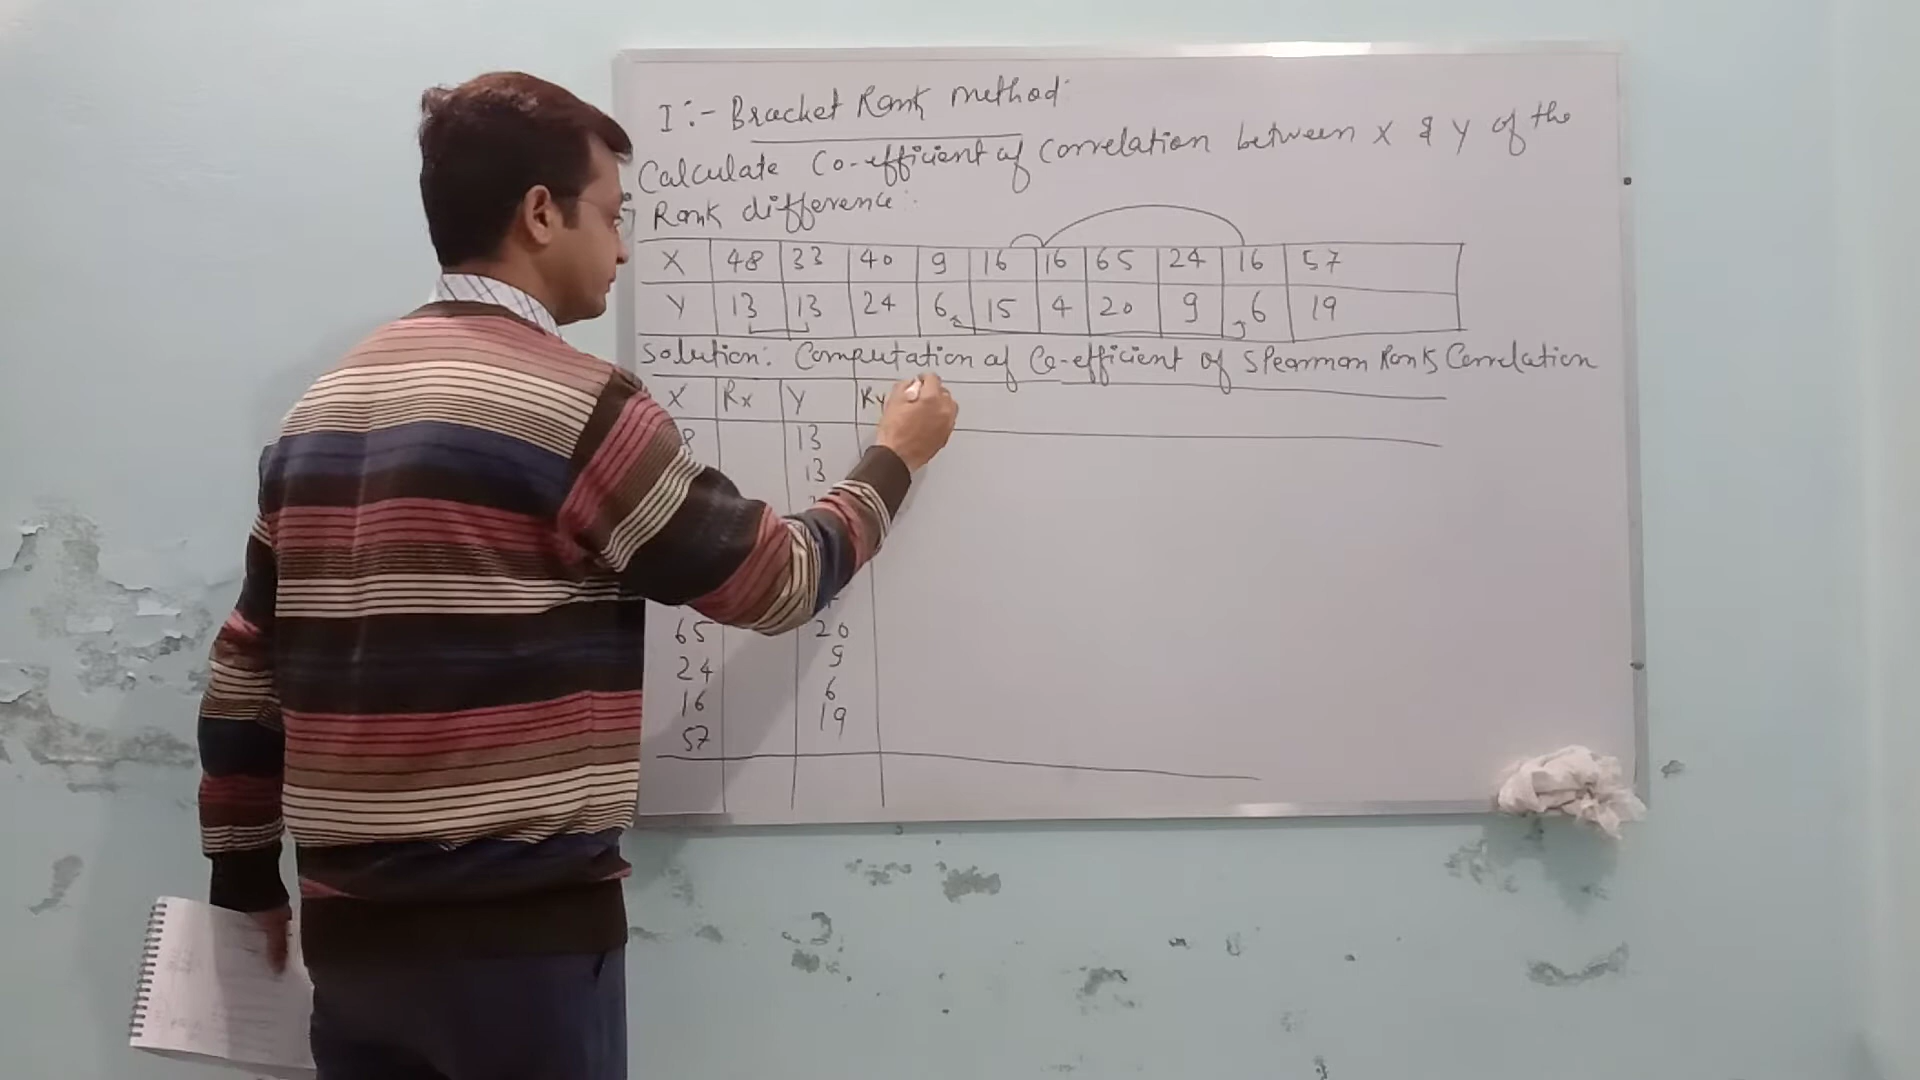 I:- Bracket Rank method:
Calculate Co-efficient of Correlation between X & Y of the
Rank difference:
X 48 33 40 9 16 16 65 24 16 57
Y 13 13 24 6 15 4 20 9 6 19
Solution: Computation of Co-efficient of Spearman Ranks Correlation
X Rx Y Ry
8 13
13
65 20
24 9
16 6
57 19